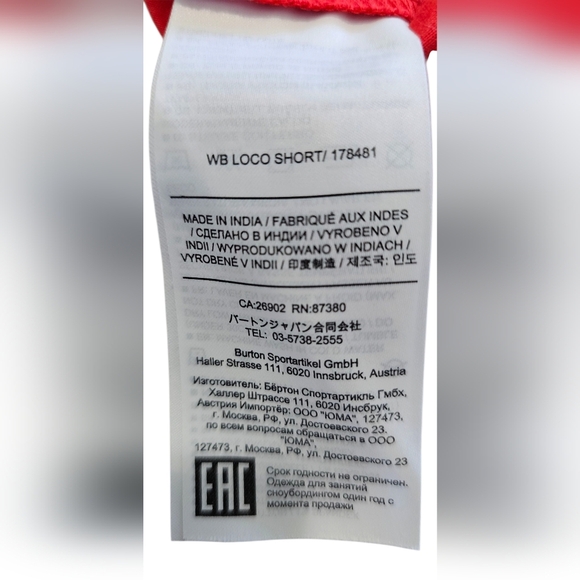 WB LOCO SHORT/ 178481
MADE IN INDIA / FABRIQUÉ AUX INDES
/ СДЕЛАНО В ИНДИИ / VYROBENO V
INDII / WYPRODUKOWANO W INDIACH /
VYROBENÉ V INDII / 印度制造 / 제조국: 인도
CA:26902 RN:87380
バートンジャパン合同会社
TEL: 03-5738-2555
Burton Sportartikel GmbH
Haller Strasse 111, 6020 Innsbruck, Austria
Изготовитель: Бёртон Спортартикль Гмбх,
Халлер Штрассе 111, 6020 Инсбрук,
Австрия Импортёр: ООО "ЮМА", 127473,
г. Москва, РФ, ул. Достоевского 23.
по всем вопросам обращаться в ООО
"ЮМА",
127473, г. Москва, РФ, ул. Достоевского 23
EAC
Срок годности не ограничен.
Одежда для занятий
сноубордингом один год с
момента продажи